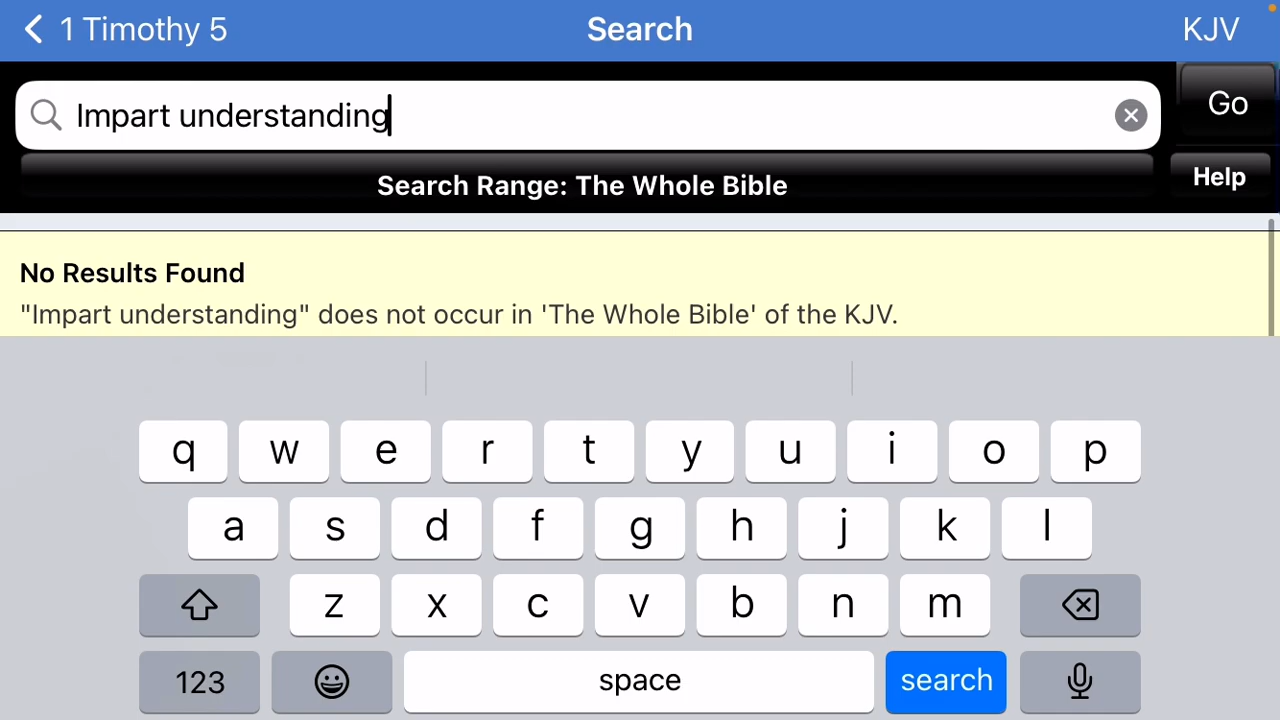 1 Timothy 5 Search KJV
Impart understanding Go
Search Range: The Whole Bible Help
No Results Found
"Impart understanding" does not occur in 'The Whole Bible' of the KJV.
q w e r t y u i o p
a s d f g h j k l
z x c v b n m
123 space search